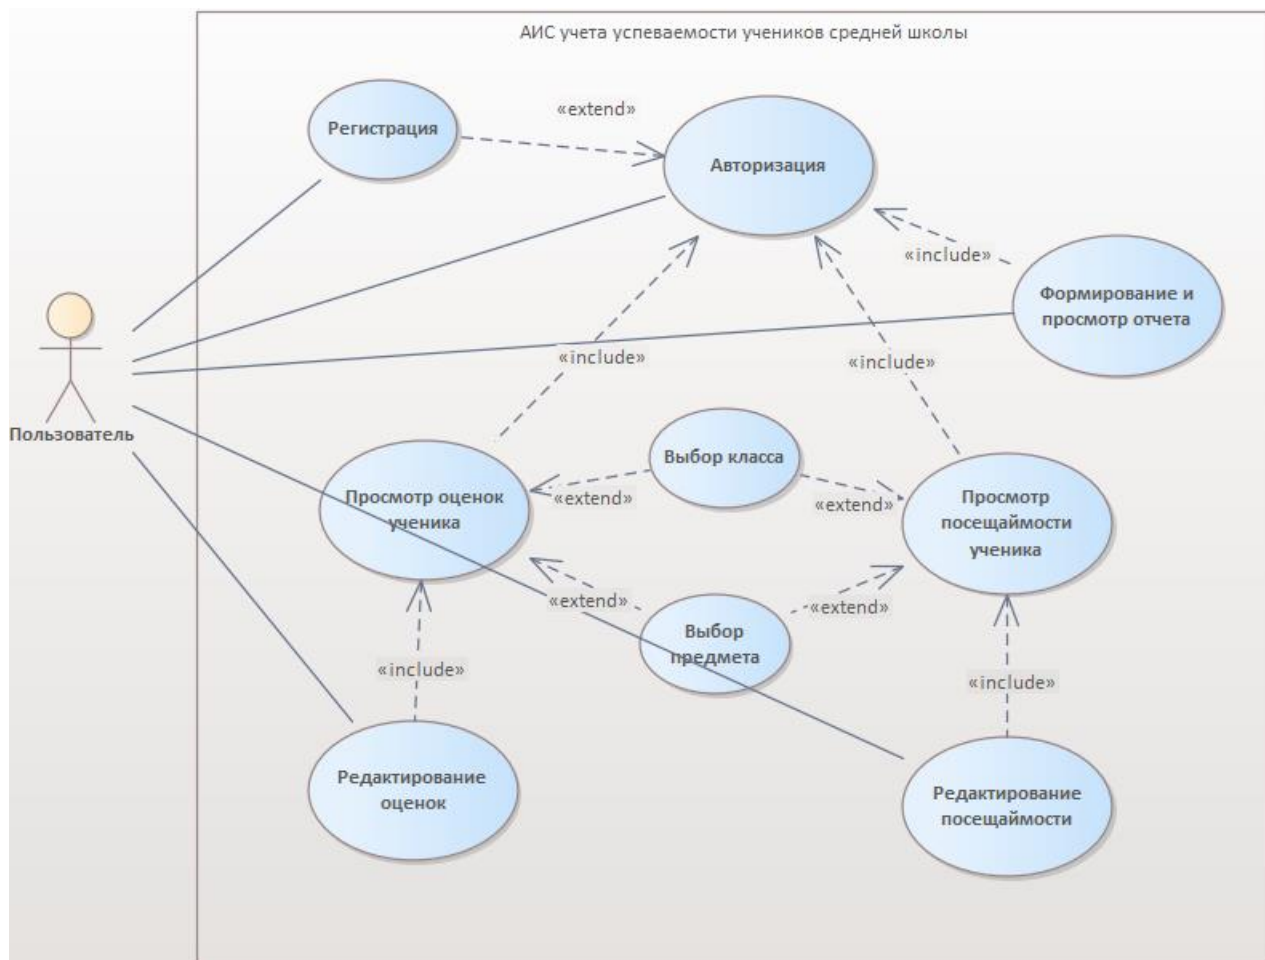 АИС учета успеваемости учеников средней школы
Регистрация
«extend»
Авторизация
«include»
Формирование и
просмотр отчета
«include»
«include»
Пользователь
Выбор класса
Просмотр оценок
ученика
«extend»
«extend»
Просмотр
посещаймости
ученика
«extend»
«extend»
Выбор
предмета
«include»
«include»
Редактирование
оценок
Редактирование
посещаймости